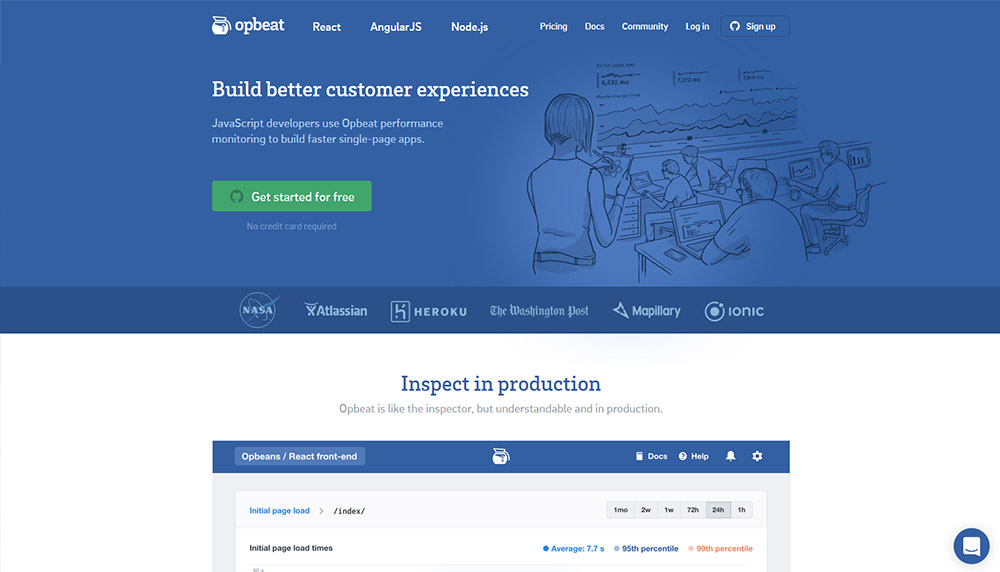 opbeat React AngularJS Node.js Pricing Docs Community Log in Sign up
Build better customer experiences
JavaScript developers use Opbeat performance
monitoring to build faster single-page apps.
Get started for free
No credit card required
Initial page load
NASA Atlassian HEROKU The Washington Post Mapillary IONIC
Inspect in production
Opbeat is like the inspector, but understandable and in production.
Opbeans / React front-end Docs Help
Initial page load /index/ 1mo 2w 1w 72h 24h 1h
Initial page load times Average: 7.7 s 95th percentile 99th percentile